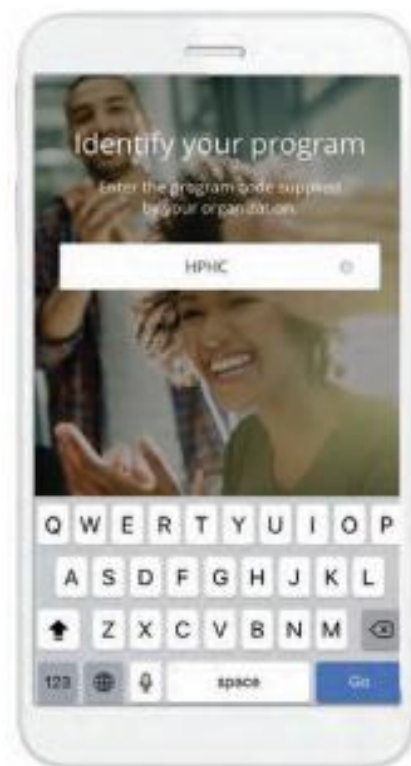 Identify your program
Enter the program code supplied
by your organization.
HPHC
Q W E R T Y U I O P
A S D F G H J K L
Z X C V B N M
123 space Go